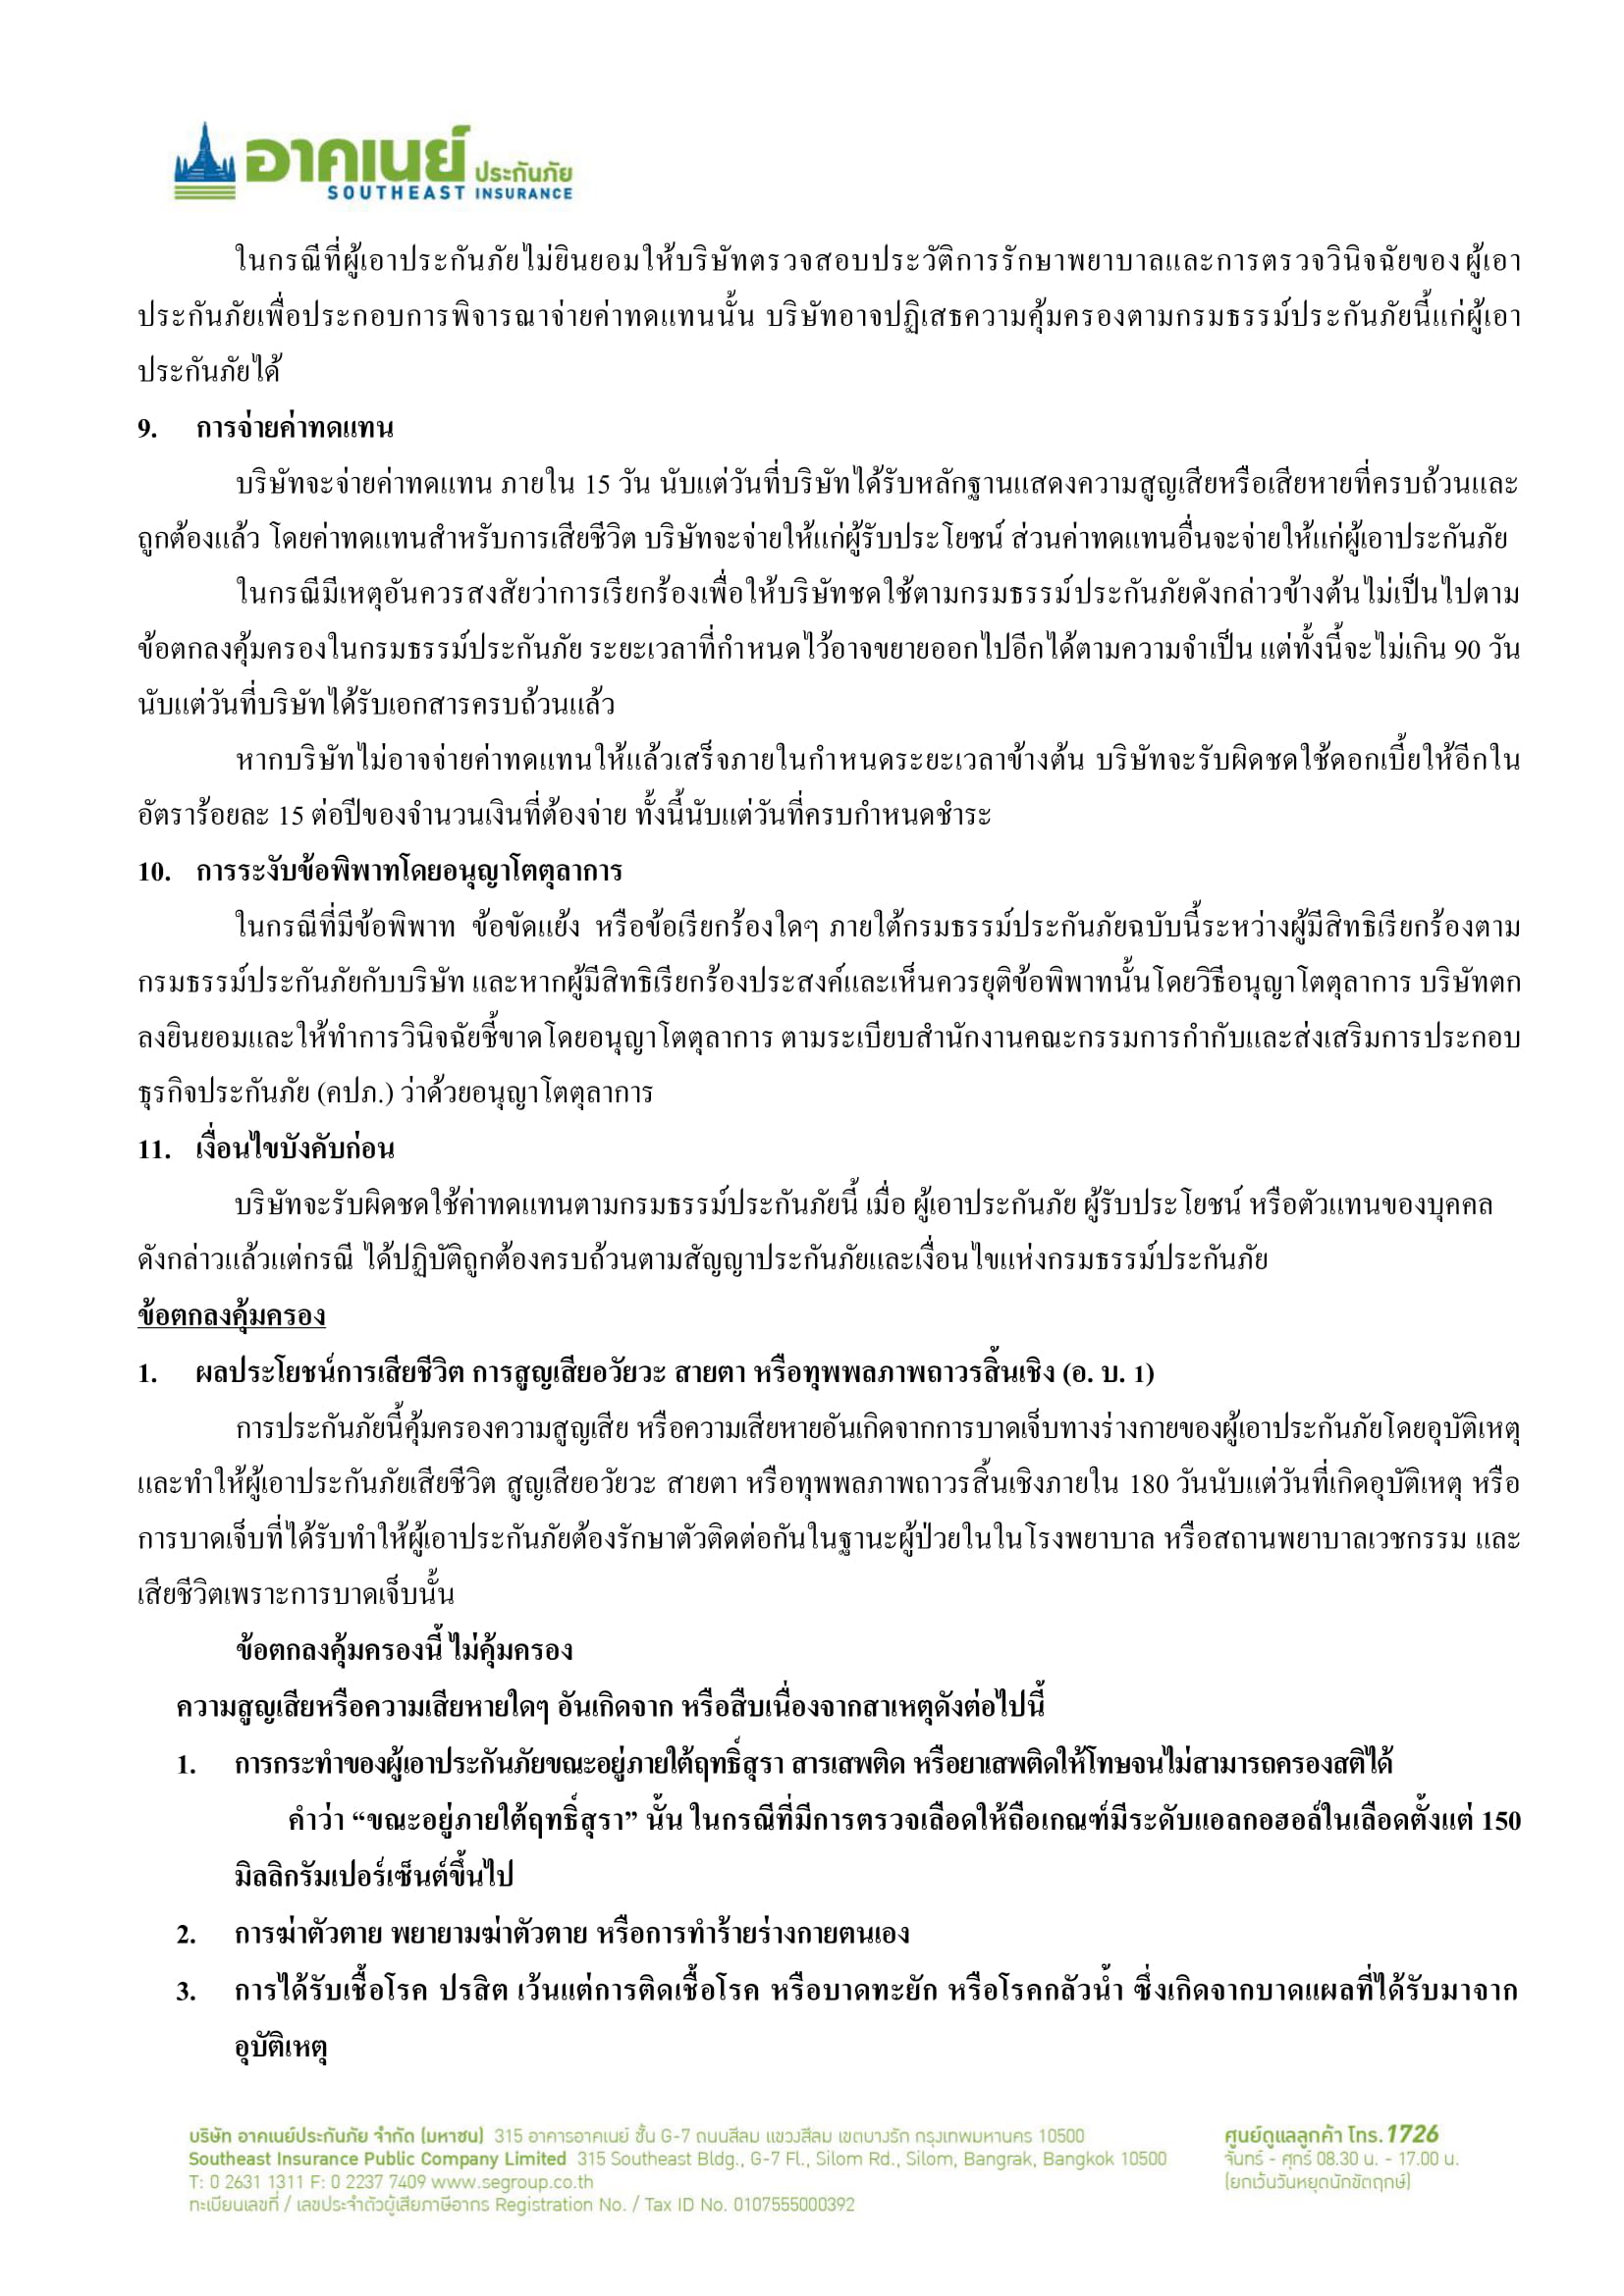 อาคเนย์ ประกันภัย
SOUTHEAST INSURANCE
ในกรณีที่ผู้เอาประกันภัยไม่ยินยอมให้บริษัทตรวจสอบประวัติการรักษาพยาบาลและการตรวจวินิจฉัยของผู้เอา
ประกันภัยเพื่อประกอบการพิจารณาจ่ายค่าทดแทนนั้น บริษัทอาจปฏิเสธความคุ้มครองตามกรมธรรม์ประกันภัยนี้แก่ผู้เอา
ประกันภัยได้
9. การจ่ายค่าทดแทน
บริษัทจะจ่ายค่าทดแทน ภายใน 15 วัน นับแต่วันที่บริษัทได้รับหลักฐานแสดงความสูญเสียหรือเสียหายที่ครบถ้วนและ
ถูกต้องแล้ว โดยค่าทดแทนสำหรับการเสียชีวิต บริษัทจะจ่ายให้แก่ผู้รับประโยชน์ ส่วนค่าทดแทนอื่นจะจ่ายให้แก่ผู้เอาประกันภัย
ในกรณีมีเหตุอันควรสงสัยว่าการเรียกร้องเพื่อให้บริษัทชดใช้ตามกรมธรรม์ประกันภัยดังกล่าวข้างต้นไม่เป็นไปตาม
ข้อตกลงคุ้มครองในกรมธรรม์ประกันภัย ระยะเวลาที่กำหนดไว้อาจขยายออกไปอีกได้ตามความจำเป็น แต่ทั้งนี้จะไม่เกิน 90 วัน
นับแต่วันที่บริษัทได้รับเอกสารครบถ้วนแล้ว
หากบริษัทไม่อาจจ่ายค่าทดแทนให้แล้วเสร็จภายในกำหนดระยะเวลาข้างต้น บริษัทจะรับผิดชดใช้ดอกเบี้ยให้อีกใน
อัตราร้อยละ 15 ต่อปีของจำนวนเงินที่ต้องจ่าย ทั้งนี้นับแต่วันที่ครบกำหนดชำระ
10. การระงับข้อพิพาทโดยอนุญาโตตุลาการ
ในกรณีที่มีข้อพิพาท ข้อขัดแย้ง หรือข้อเรียกร้องใดๆ ภายใต้กรมธรรม์ประกันภัยฉบับนี้ระหว่างผู้มีสิทธิเรียกร้องตาม
กรมธรรม์ประกันภัยกับบริษัท และหากผู้มีสิทธิเรียกร้องประสงค์และเห็นควรยุติข้อพิพาทนั้นโดยวิธีอนุญาโตตุลาการ บริษัทตก
ลงยินยอมและให้ทำการวินิจฉัยชี้ขาดโดยอนุญาโตตุลาการ ตามระเบียบสำนักงานคณะกรรมการกำกับและส่งเสริมการประกอบ
ธุรกิจประกันภัย (คปภ.) ว่าด้วยอนุญาโตตุลาการ
11. เงื่อนไขบังคับก่อน
บริษัทจะรับผิดชดใช้ค่าทดแทนตามกรมธรรม์ประกันภัยนี้ เมื่อ ผู้เอาประกันภัย ผู้รับประโยชน์ หรือตัวแทนของบุคคล
ดังกล่าวแล้วแต่กรณี ได้ปฏิบัติถูกต้องครบถ้วนตามสัญญาประกันภัยและเงื่อนไขแห่งกรมธรรม์ประกันภัย
ข้อตกลงคุ้มครอง
1. ผลประโยชน์การเสียชีวิต การสูญเสียอวัยวะ สายตา หรือทุพพลภาพถาวรสิ้นเชิง (อ. บ. 1)
การประกันภัยนี้คุ้มครองความสูญเสีย หรือความเสียหายอันเกิดจากการบาดเจ็บทางร่างกายของผู้เอาประกันภัยโดยอุบัติเหตุ
และทำให้ผู้เอาประกันภัยเสียชีวิต สูญเสียอวัยวะ สายตา หรือทุพพลภาพถาวรสิ้นเชิงภายใน 180 วันนับแต่วันที่เกิดอุบัติเหตุ หรือ
การบาดเจ็บที่ได้รับทำให้ผู้เอาประกันภัยต้องรักษาตัวติดต่อกันในฐานะผู้ป่วยในในโรงพยาบาล หรือสถานพยาบาลเวชกรรม และ
เสียชีวิตเพราะการบาดเจ็บนั้น
ข้อตกลงคุ้มครองนี้ ไม่คุ้มครอง
ความสูญเสียหรือความเสียหายใดๆ อันเกิดจาก หรือสืบเนื่องจากสาเหตุดังต่อไปนี้
1. การกระทำของผู้เอาประกันภัยขณะอยู่ภายใต้ฤทธิ์สุรา สารเสพติด หรือยาเสพติดให้โทษจนไม่สามารถครองสติได้
คำว่า “ขณะอยู่ภายใต้ฤทธิ์สุรา” นั้น ในกรณีที่มีการตรวจเลือดให้ถือเกณฑ์มีระดับแอลกอฮอล์ในเลือดตั้งแต่ 150
มิลลิกรัมเปอร์เซ็นต์ขึ้นไป
2. การฆ่าตัวตาย พยายามฆ่าตัวตาย หรือการทำร้ายร่างกายตนเอง
3. การได้รับเชื้อโรค ปรสิต เว้นแต่การติดเชื้อโรค หรือบาดทะยัก หรือโรคกลัวน้ำ ซึ่งเกิดจากบาดแผลที่ได้รับมาจาก
อุบัติเหตุ
บริษัท อาคเนย์ประกันภัย จำกัด (มหาชน) 315 อาคารอาคเนย์ ชั้น G-7 ถนนสีลม แขวงสีลม เขตบางรัก กรุงเทพมหานคร 10500
Southeast Insurance Public Company Limited 315 Southeast Bldg., G-7 Fl., Silom Rd., Silom, Bangrak, Bangkok 10500
T: 0 2631 1311 F: 0 2237 7409 www.segroup.co.th
ทะเบียนเลขที่ / เลขประจำตัวผู้เสียภาษีอากร Registration No. / Tax ID No. 0107555000392
ศูนย์ดูแลลูกค้า โทร.1726
จันทร์ - ศุกร์ 08.30 น. - 17.00 น.
(ยกเว้นวันหยุดนักขัตฤกษ์)